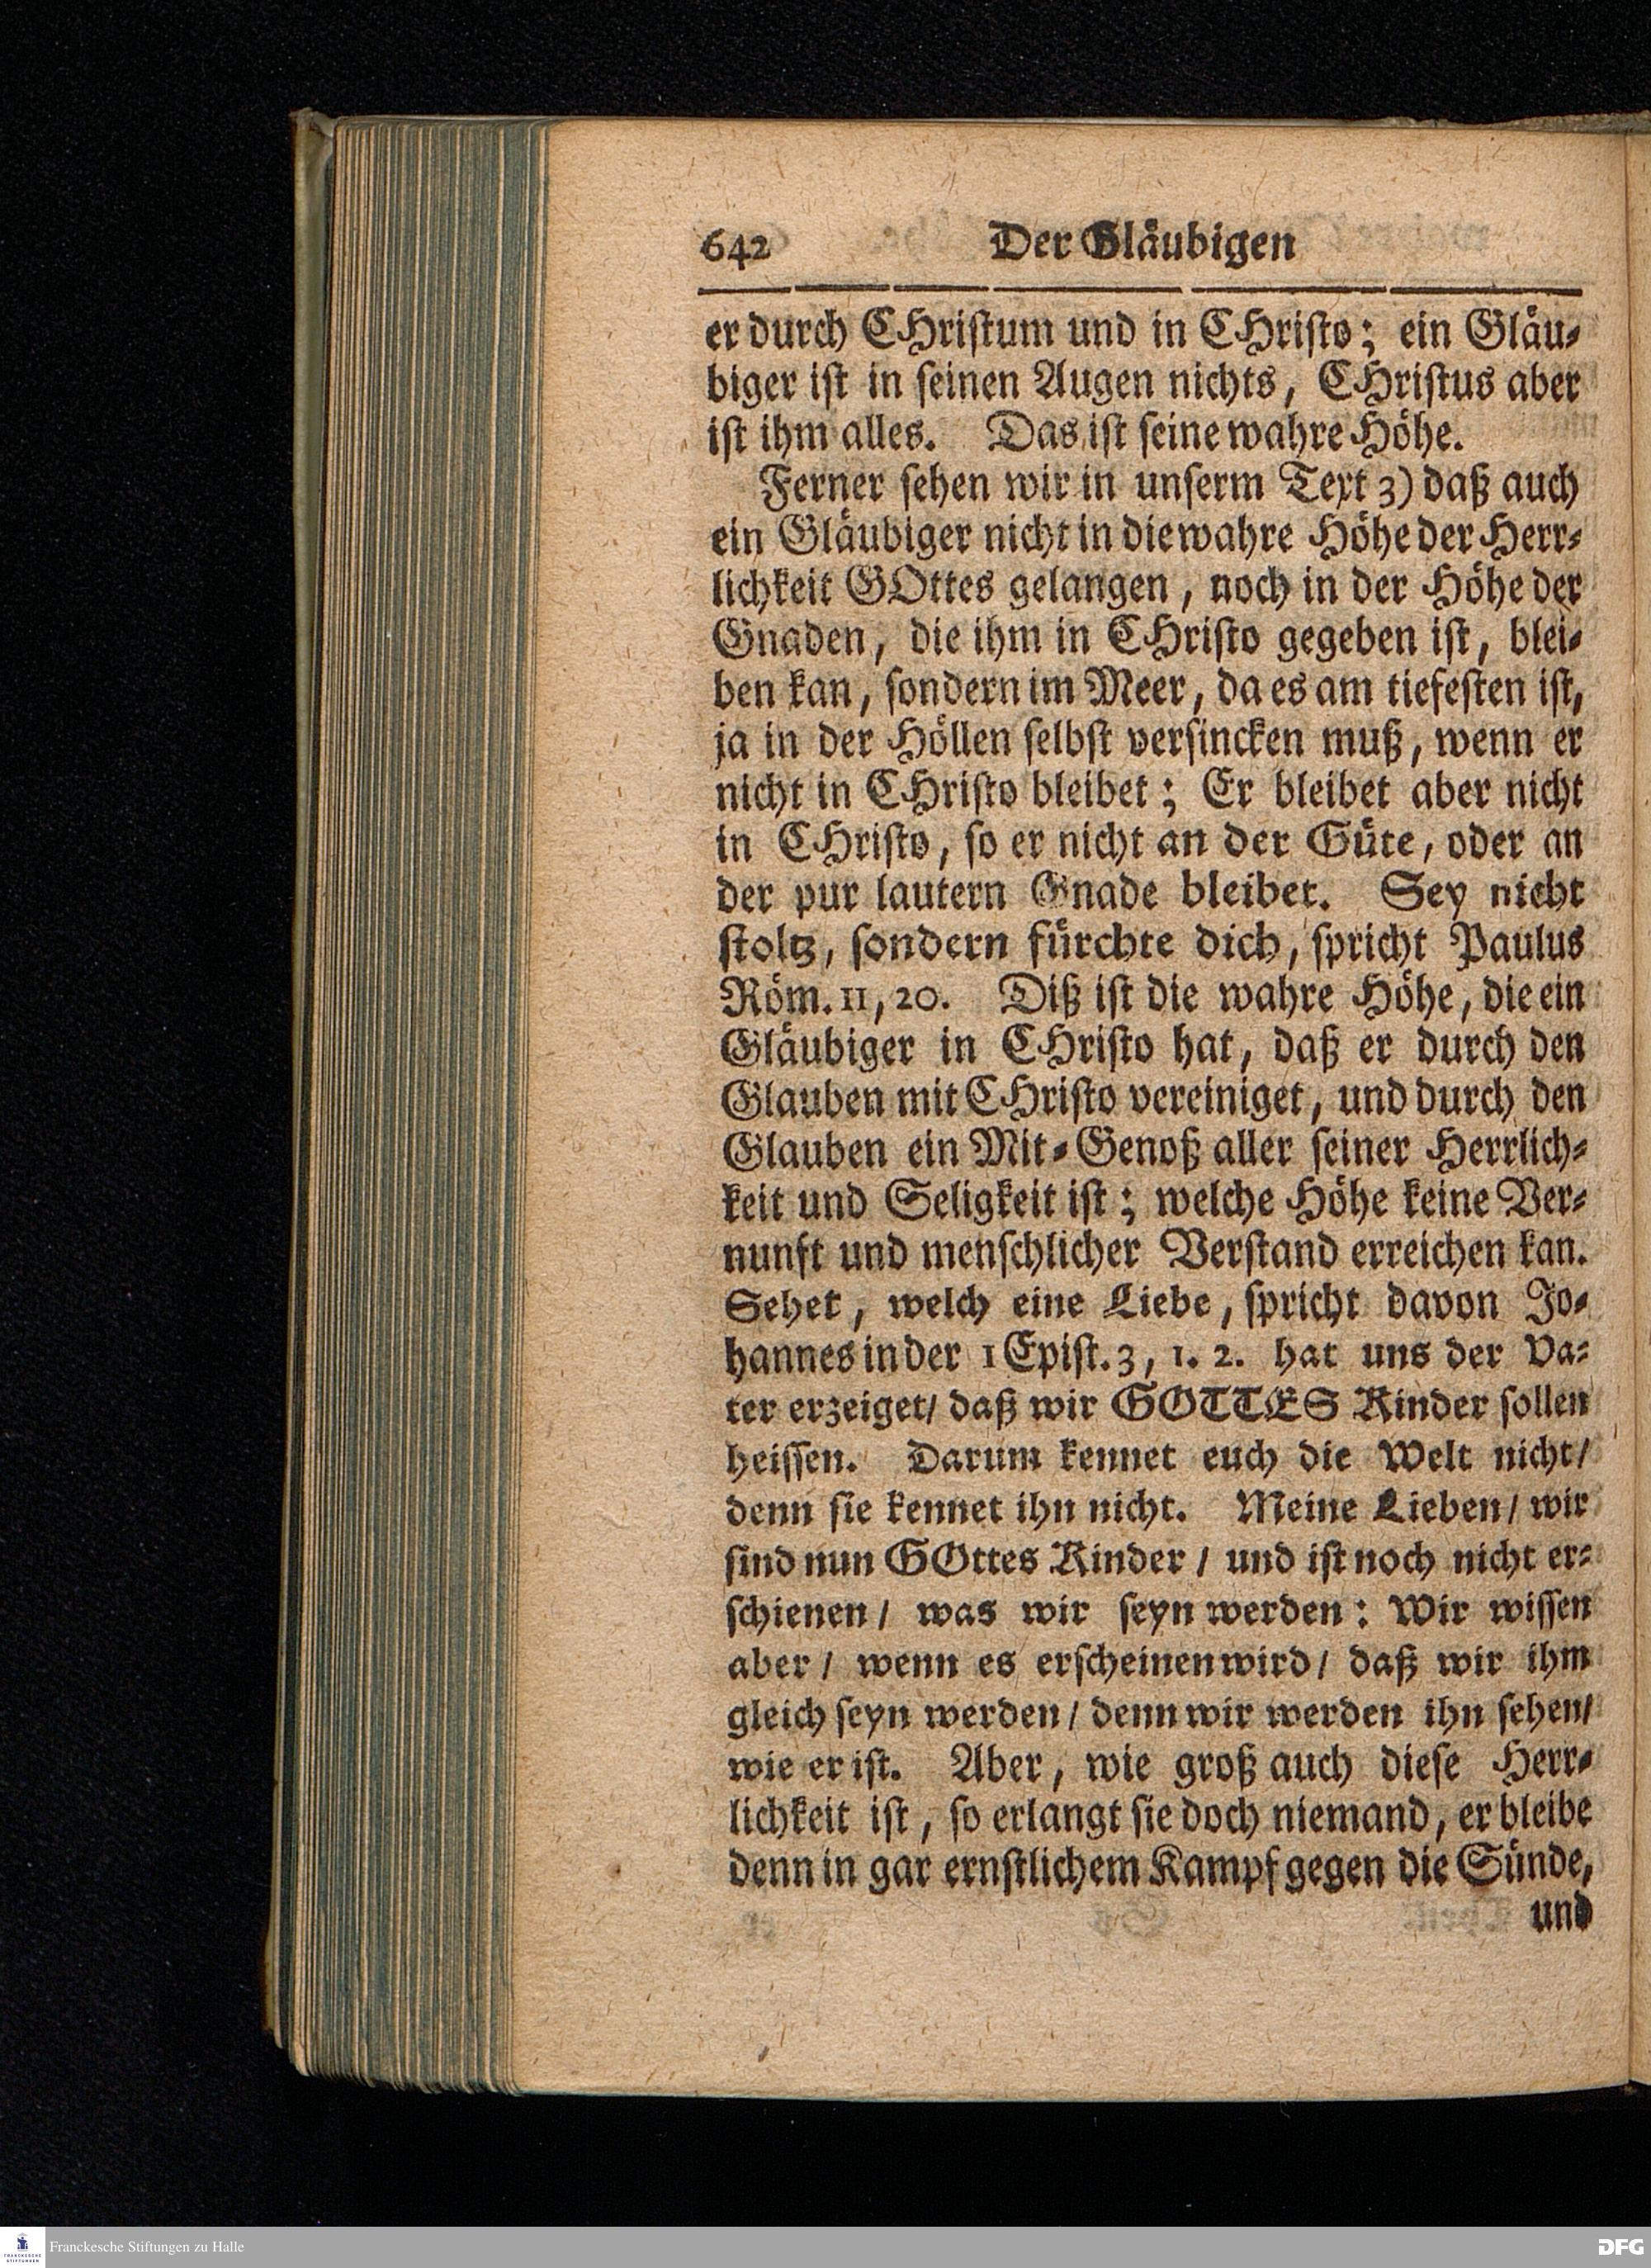 642 Der Gläubigen
er durch CHristum und in CHristo; ein Gläu-
biger ist in seinen Augen nichts, CHristus aber
ist ihm alles. Das ist seine wahre Höhe.
Ferner sehen wir in unserm Text 3) daß auch
ein Gläubiger nicht in die wahre Höhe der Herr-
lichkeit GOttes gelangen, noch in der Höhe der
Gnaden, die ihm in CHristo gegeben ist, blei-
ben kan, sondern im Meer, da es am tiefesten ist,
ja in der Höllen selbst versincken muß, wenn er
nicht in CHristo bleibet; Er bleibet aber nicht
in CHristo, so er nicht an der Güte, oder an
der pur lautern Gnade bleibet. Sey nicht
stoltz, sondern fürchte dich, spricht Paulus
Röm. 11, 20. Diß ist die wahre Höhe, die ein
Gläubiger in CHristo hat, daß er durch den
Glauben mit CHristo vereiniget, und durch den
Glauben ein Mit-Genoß aller seiner Herrlich-
keit und Seligkeit ist; welche Höhe keine Ver-
nunft und menschlicher Verstand erreichen kan.
Sehet, welch eine Liebe, spricht davon Jo-
hannes in der 1 Epist. 3, 1. 2. hat uns der Va-
ter erzeiget/ daß wir GOTTES Kinder sollen
heissen. Darum kennet euch die Welt nicht/
denn sie kennet ihn nicht. Meine Lieben/ wir
sind nun GOttes Kinder / und ist noch nicht er-
schienen / was wir seyn werden: Wir wissen
aber / wenn es erscheinen wird / daß wir ihm
gleich seyn werden / denn wir werden ihn sehen/
wie er ist. Aber, wie groß auch diese Herr-
lichkeit ist, so erlangt sie doch niemand, er bleibe
denn in gar ernstlichem Kampf gegen die Sünde,
und
Franckesche Stiftungen zu Halle
FRANCKESCHE
STIFTUNGEN
DFG